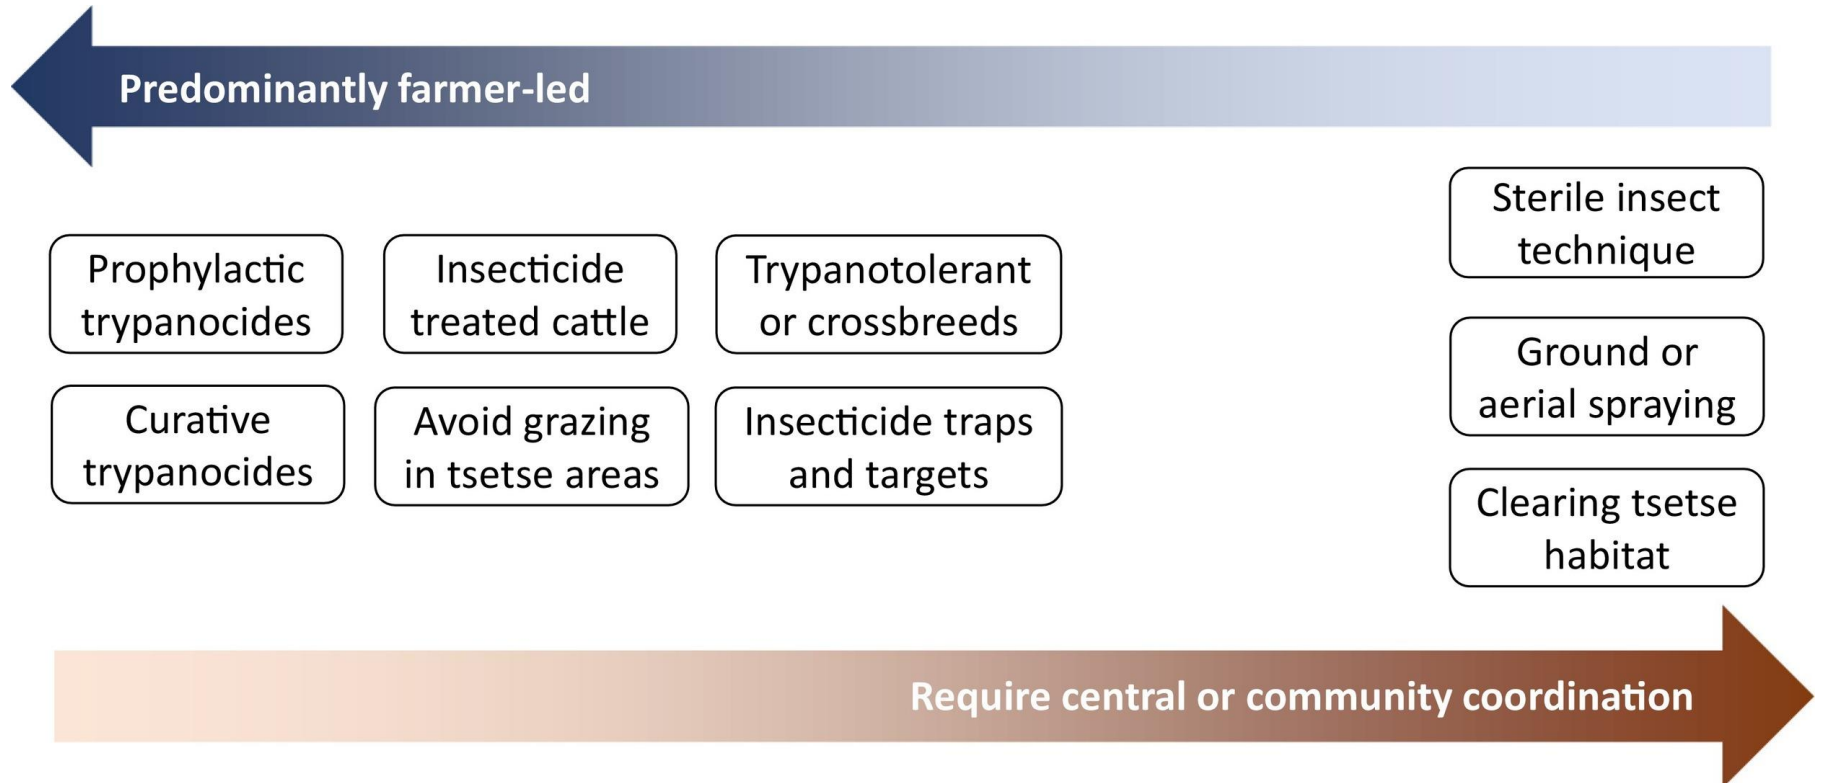 Predominantly farmer-led
Prophylactic
trypanocides
Insecticide
treated cattle
Trypanotolerant
or crossbreeds
Sterile insect
technique
Curative
trypanocides
Avoid grazing
in tsetse areas
Insecticide traps
and targets
Ground or
aerial spraying
Clearing tsetse
habitat
Require central or community coordination